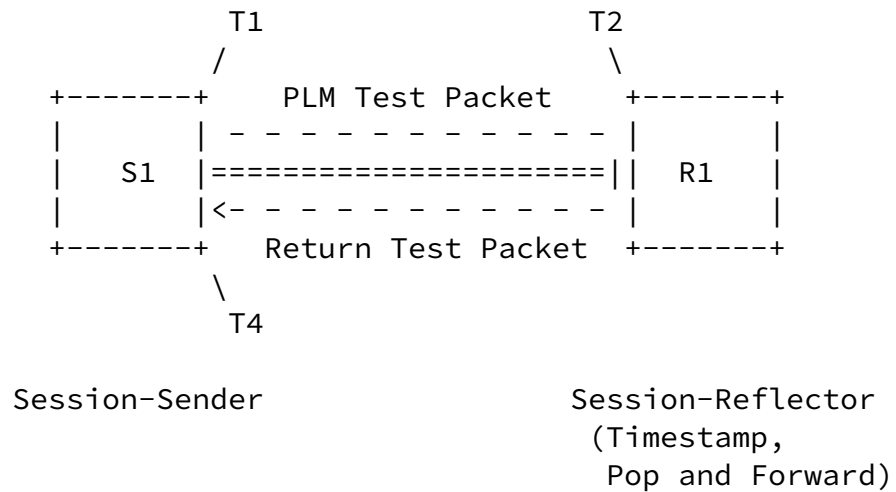 T1 T2
/ \
+-------+ PLM Test Packet +-------+
| | - - - - - - - - - - - | |
| S1 |======================|| R1 |
| |<- - - - - - - - - - - | |
+-------+ Return Test Packet +-------+
\
T4
Session-Sender Session-Reflector
(Timestamp,
Pop and Forward)